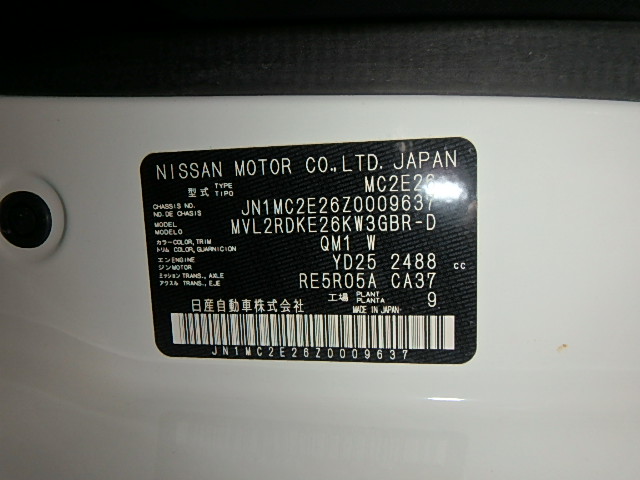 NISSAN MOTOR CO.,LTD. JAPAN
型式 TYPE TIPO MC2E26
CHASSIS NO. NO. DE CHASIS JN1MC2E26Z0009637
MODEL MODELO MVL2RDKE26KW3GBR-D
カラー COLOR, TRIM トリム COLOR, GUARNICION QM1 W
エンジン ENGINE MOTOR YD25 2488 cc
ミッション TRANS., AXLE アクスル TRANS., EJE RE5R05A CA37
工場 PLANT PLANTA 9
日産自動車株式会社 MADE IN JAPAN
JN1MC2E26Z0009637